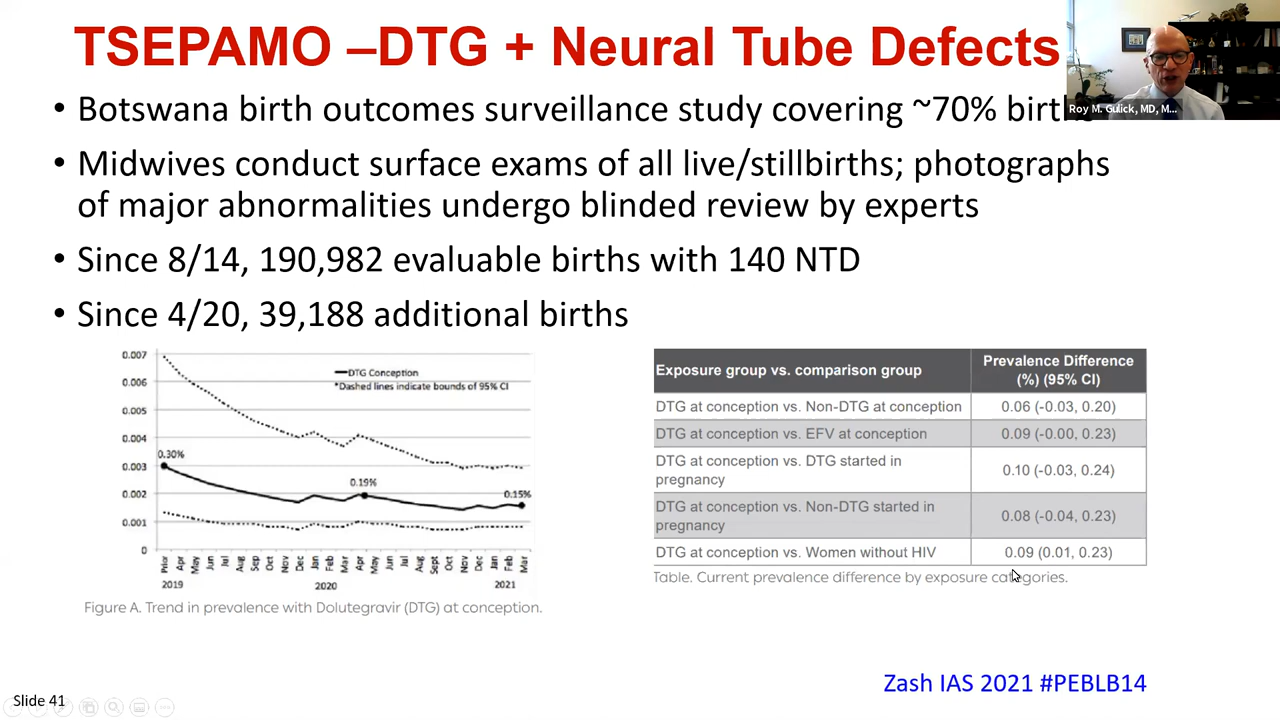 TSEPAMO –DTG + Neural Tube Defects
Roy M. Gulick, MD, M...
• Botswana birth outcomes surveillance study covering ~70%
• Midwives conduct surface exams of all live/stillbirths; photographs
of major abnormalities undergo blinded review by experts
• Since 8/14, 190,982 evaluable births with 140 NTD
• Since 4/20, 39,188 additional births
0.007
0.006
0.005
0.004
0.003
0.002
0.001
0
DTG Conception
*Dashed lines indicate bounds of 95% CI
0.30%
0.19%
0.15%
Prior Apr May Jun Jul Aug Sep Oct Nov Dec Jan Feb Mar Apr May Jun Jul Aug Sep Oct Nov Dec Jan Feb Mar
2019 2020 2021
Figure A. Trend in prevalence with Dolutegravir (DTG) at conception.
Exposure group vs. comparison group
Prevalence Difference
(%) (95% CI)
DTG at conception vs. Non-DTG at conception 0.06 (-0.03, 0.20)
DTG at conception vs. EFV at conception 0.09 (-0.00, 0.23)
DTG at conception vs. DTG started in
pregnancy
0.10 (-0.03, 0.24)
DTG at conception vs. Non-DTG started in
pregnancy
0.08 (-0.04, 0.23)
DTG at conception vs. Women without HIV 0.09 (0.01, 0.23)
Table. Current prevalence difference by exposure categories.
Zash IAS 2021 #PEBLB14
Slide 41